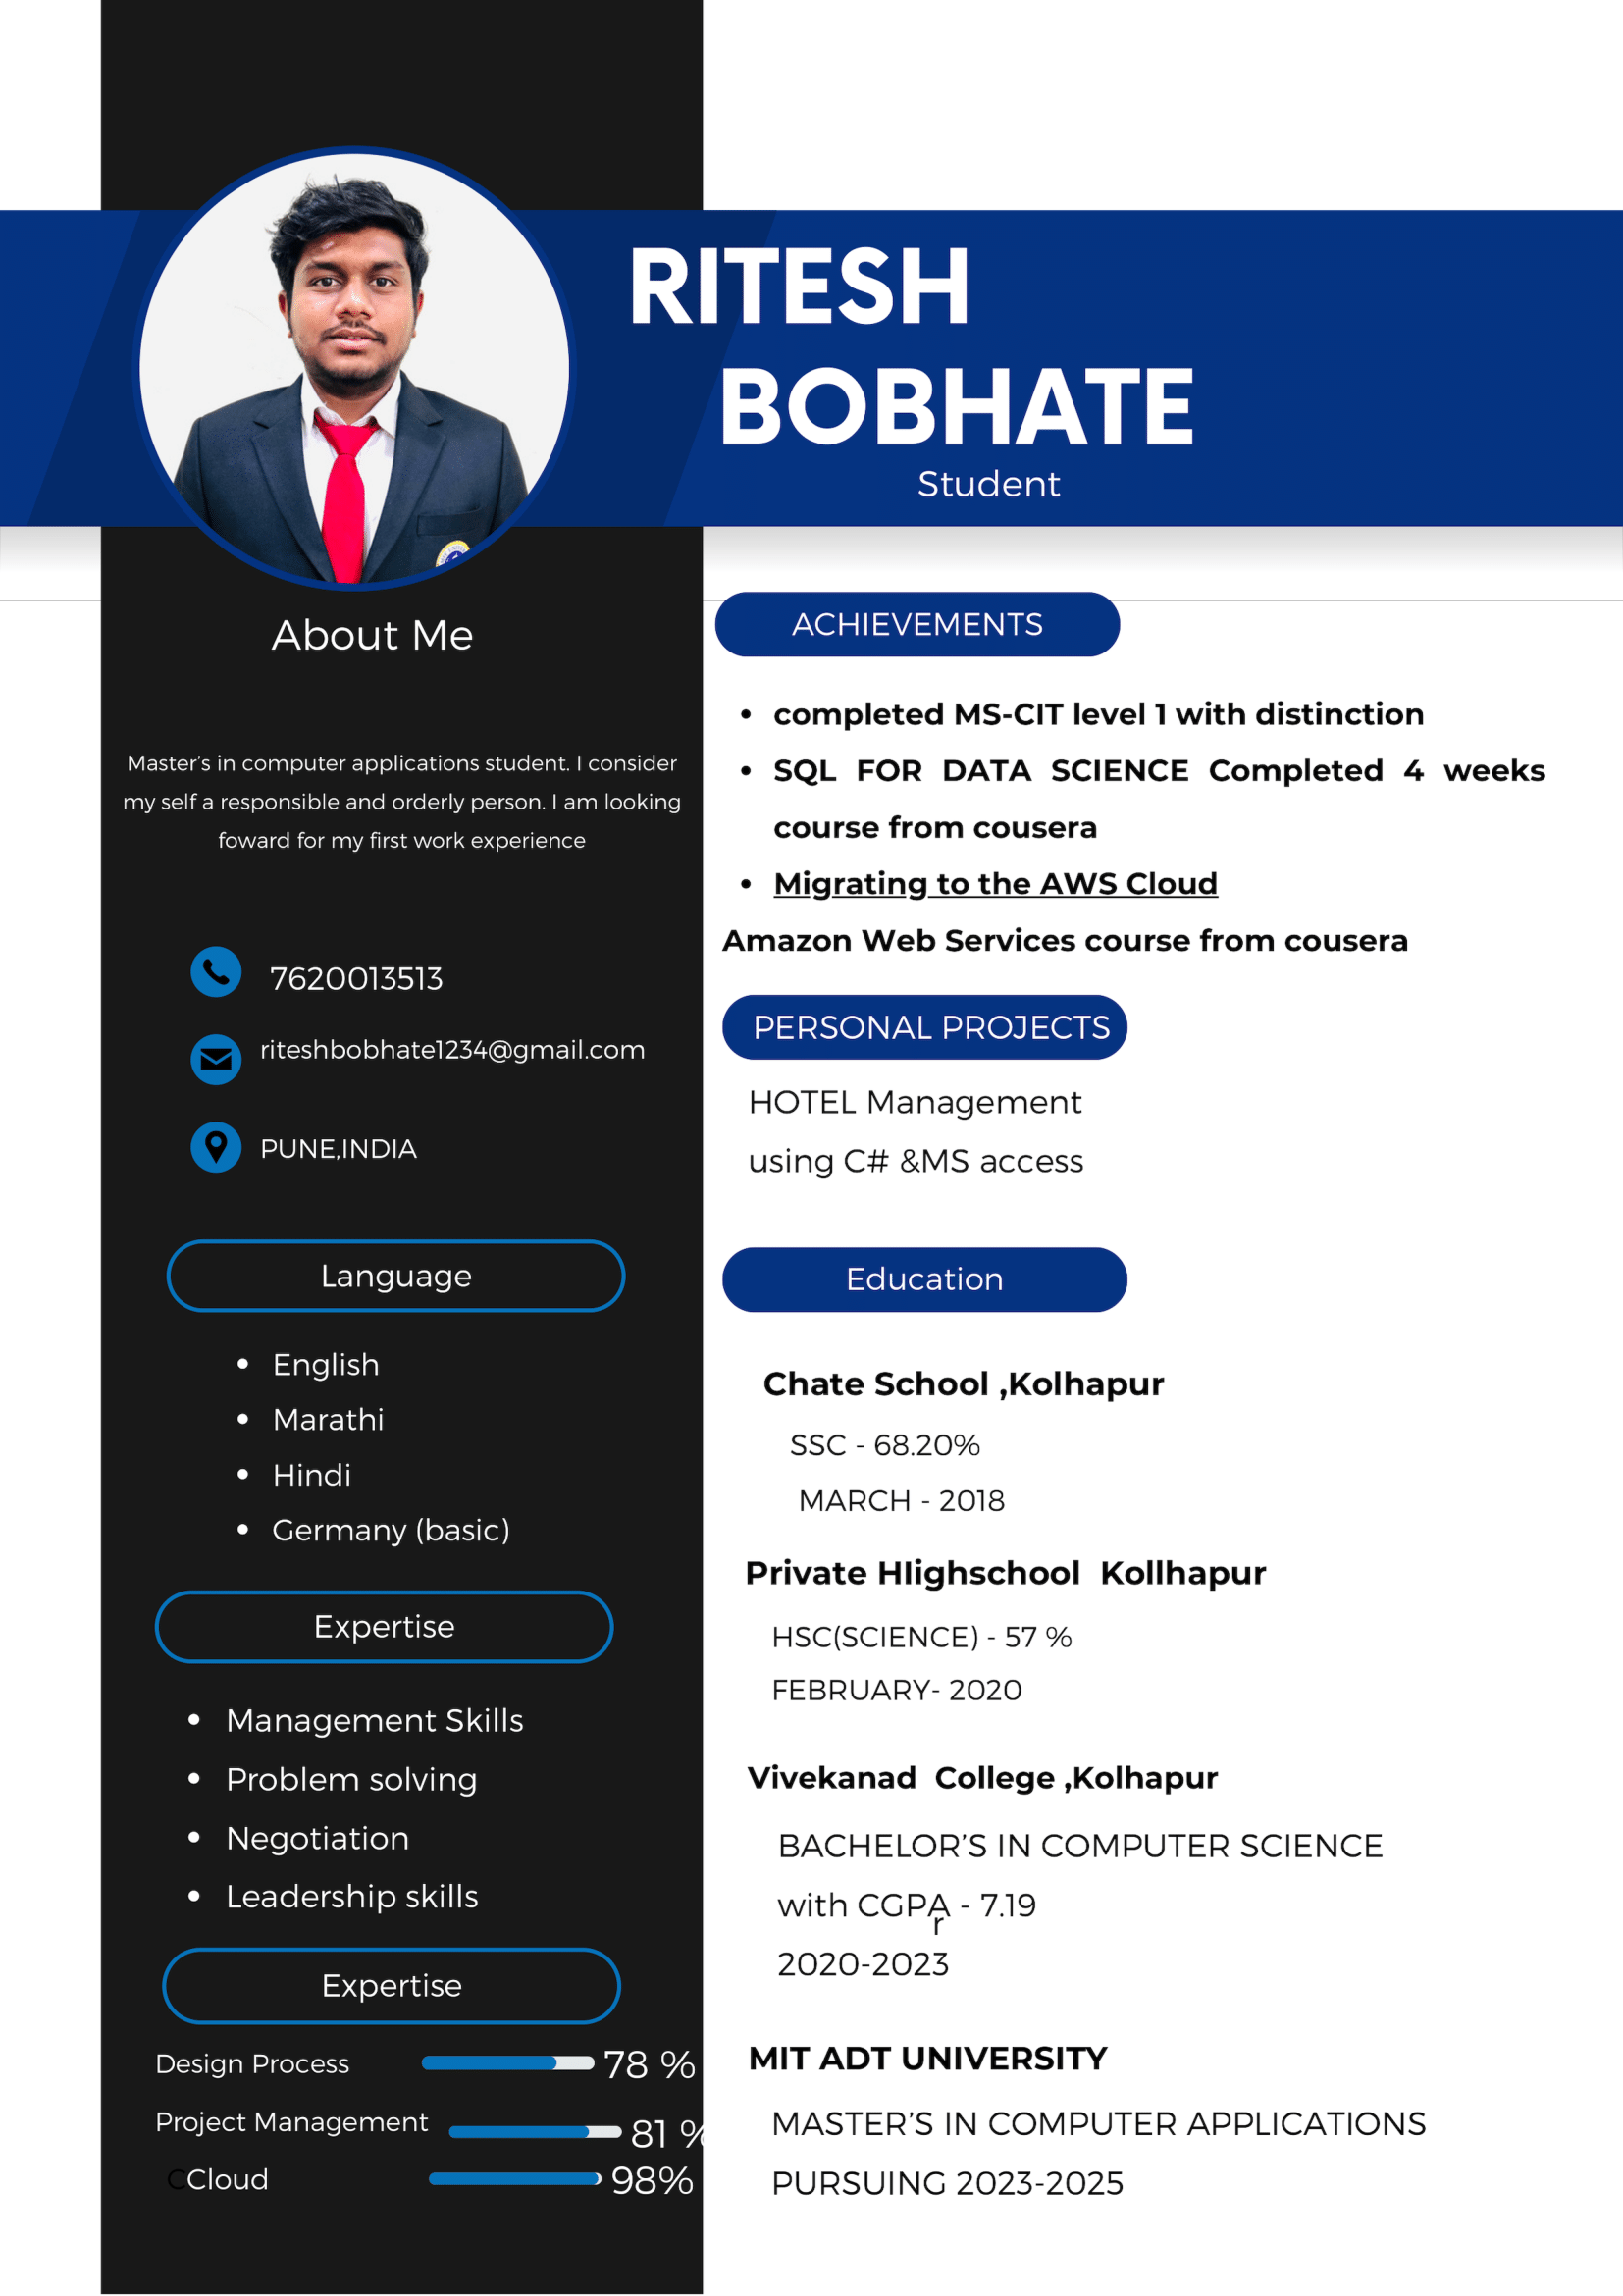 RITESH
BOBHATE
Student
About Me
Master's in computer applications student. I consider
my self a responsible and orderly person. I am looking
foward for my first work experience
7620013513
riteshbobhate1234@gmail.com
PUNE,INDIA
Language
• English
• Marathi
• Hindi
• Germany (basic)
Expertise
• Management Skills
• Problem solving
• Negotiation
• Leadership skills
Expertise
Design Process 78 %
Project Management 81 %
CCloud 98%
ACHIEVEMENTS
• completed MS-CIT level 1 with distinction
• SQL FOR DATA SCIENCE Completed 4 weeks
course from cousera
• Migrating to the AWS Cloud
Amazon Web Services course from cousera
PERSONAL PROJECTS
HOTEL Management
using C# &MS access
Education
Chate School ,Kolhapur
SSC - 68.20%
MARCH - 2018
Private HIighschool Kollhapur
HSC(SCIENCE) - 57 %
FEBRUARY- 2020
Vivekanad College ,Kolhapur
BACHELOR'S IN COMPUTER SCIENCE
with CGPA - 7.19
r
2020-2023
MIT ADT UNIVERSITY
MASTER'S IN COMPUTER APPLICATIONS
PURSUING 2023-2025